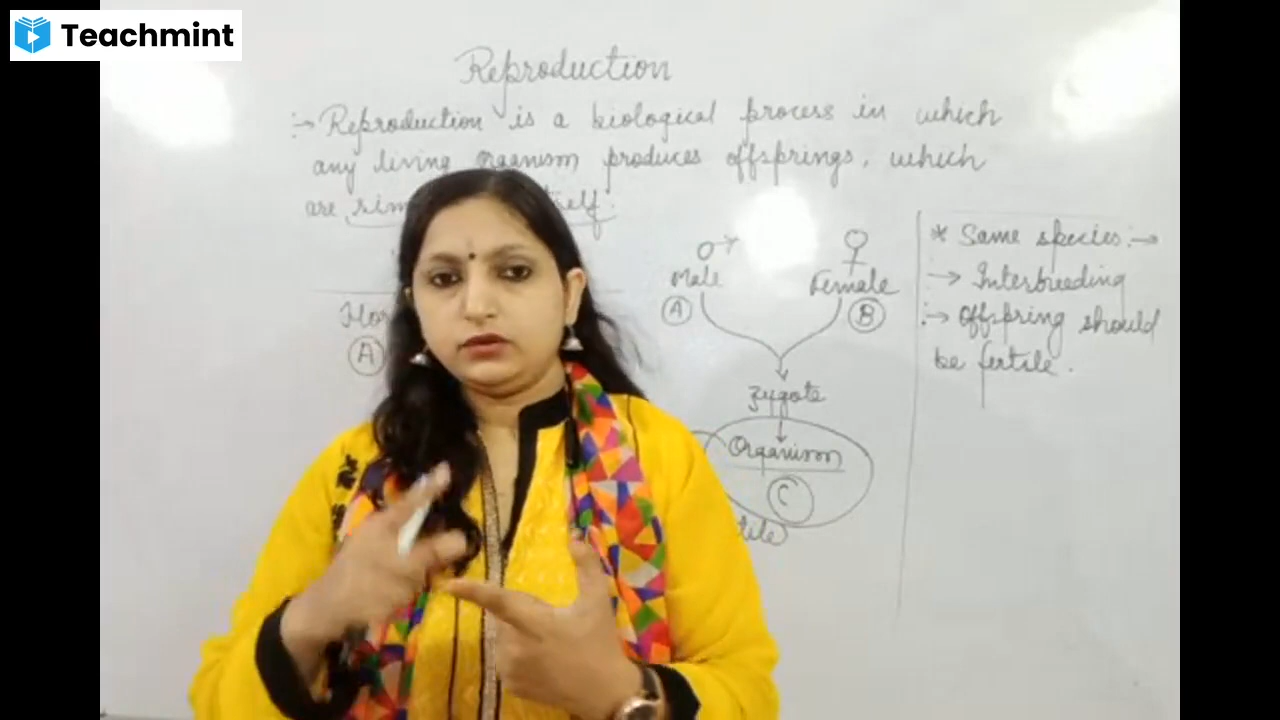 Teachmint
Reproduction
:→ Reproduction is a biological process in which
any living organism produces offsprings, which
are
* Same species :→
→ Interbreeding
:→ Offspring should
be fertile.
♂ ♀
Male Female
A B
Zygote
Organism
C
A